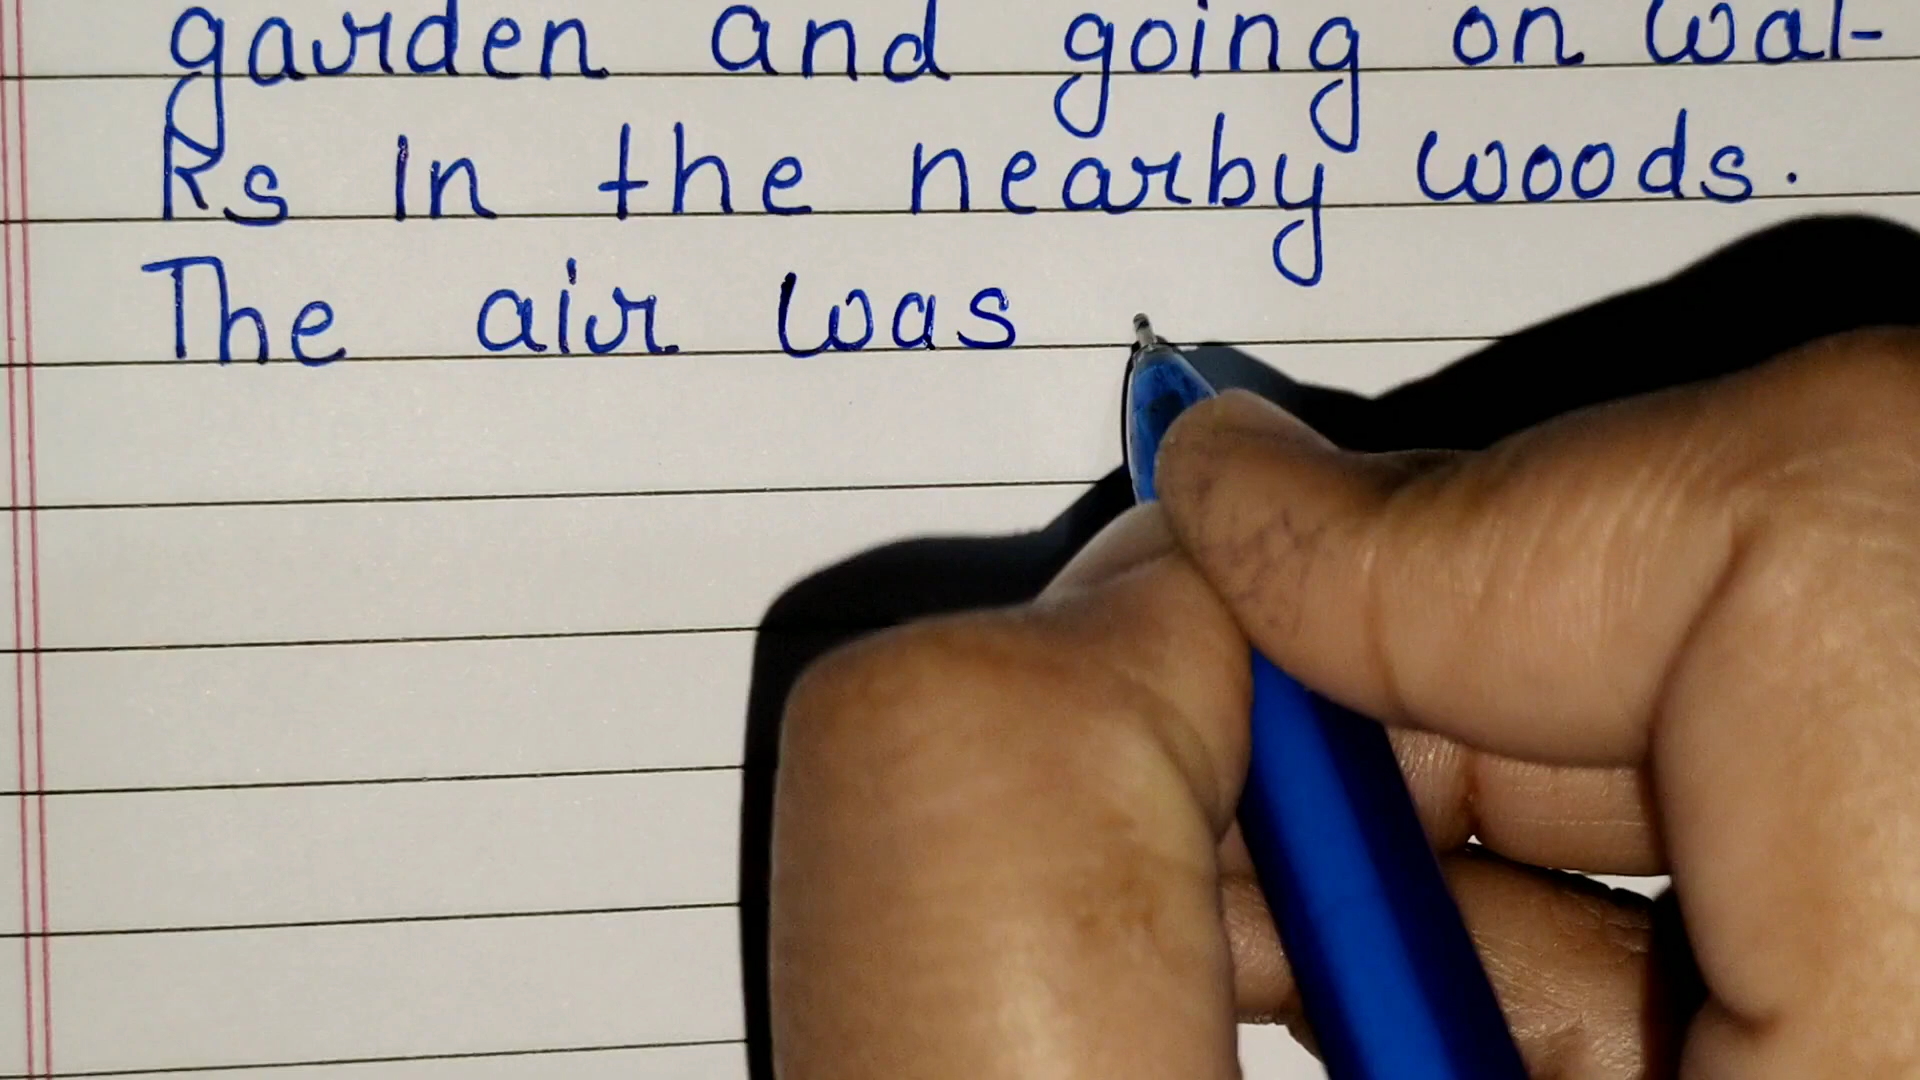 garden and going on wal-
ks in the nearby woods.
The air was